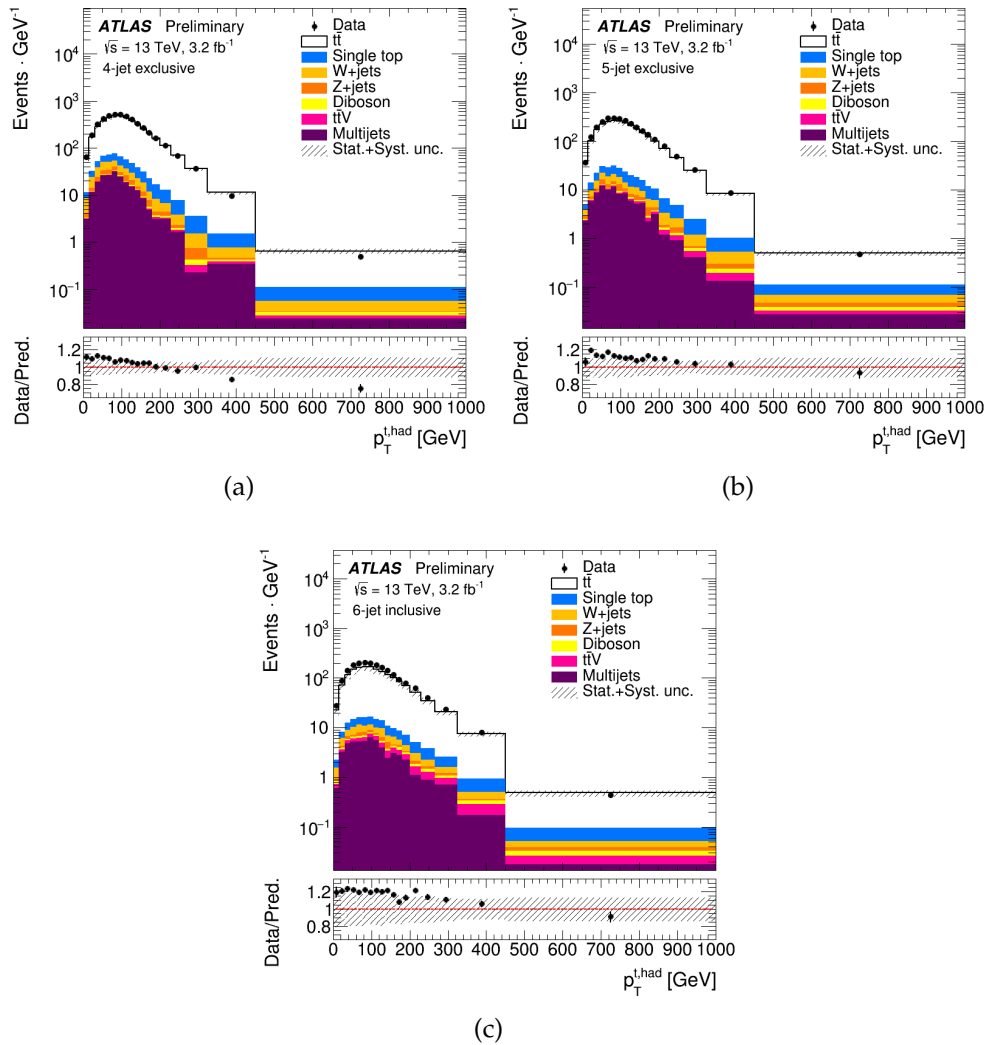 ATLAS Preliminary
√s = 13 TeV, 3.2 fb⁻¹
4-jet exclusive
Data
tt̄
Single top
W+jets
Z+jets
Diboson
tt̄V
Multijets
Stat.+Syst. unc.
Events · GeV⁻¹
10⁴
10³
10²
10
1
10⁻¹
Data/Pred.
1.2
1
0.8
0 100 200 300 400 500 600 700 800 900 1000
p_T^{t,had} [GeV]
(a)
ATLAS Preliminary
√s = 13 TeV, 3.2 fb⁻¹
5-jet exclusive
Data
tt̄
Single top
W+jets
Z+jets
Diboson
tt̄V
Multijets
Stat.+Syst. unc.
Events · GeV⁻¹
10⁴
10³
10²
10
1
10⁻¹
Data/Pred.
1.2
1
0.8
0 100 200 300 400 500 600 700 800 900 1000
p_T^{t,had} [GeV]
(b)
ATLAS Preliminary
√s = 13 TeV, 3.2 fb⁻¹
6-jet inclusive
Data
tt̄
Single top
W+jets
Z+jets
Diboson
tt̄V
Multijets
Stat.+Syst. unc.
Events · GeV⁻¹
10⁴
10³
10²
10
1
10⁻¹
Data/Pred.
1.2
1
0.8
0 100 200 300 400 500 600 700 800 900 1000
p_T^{t,had} [GeV]
(c)